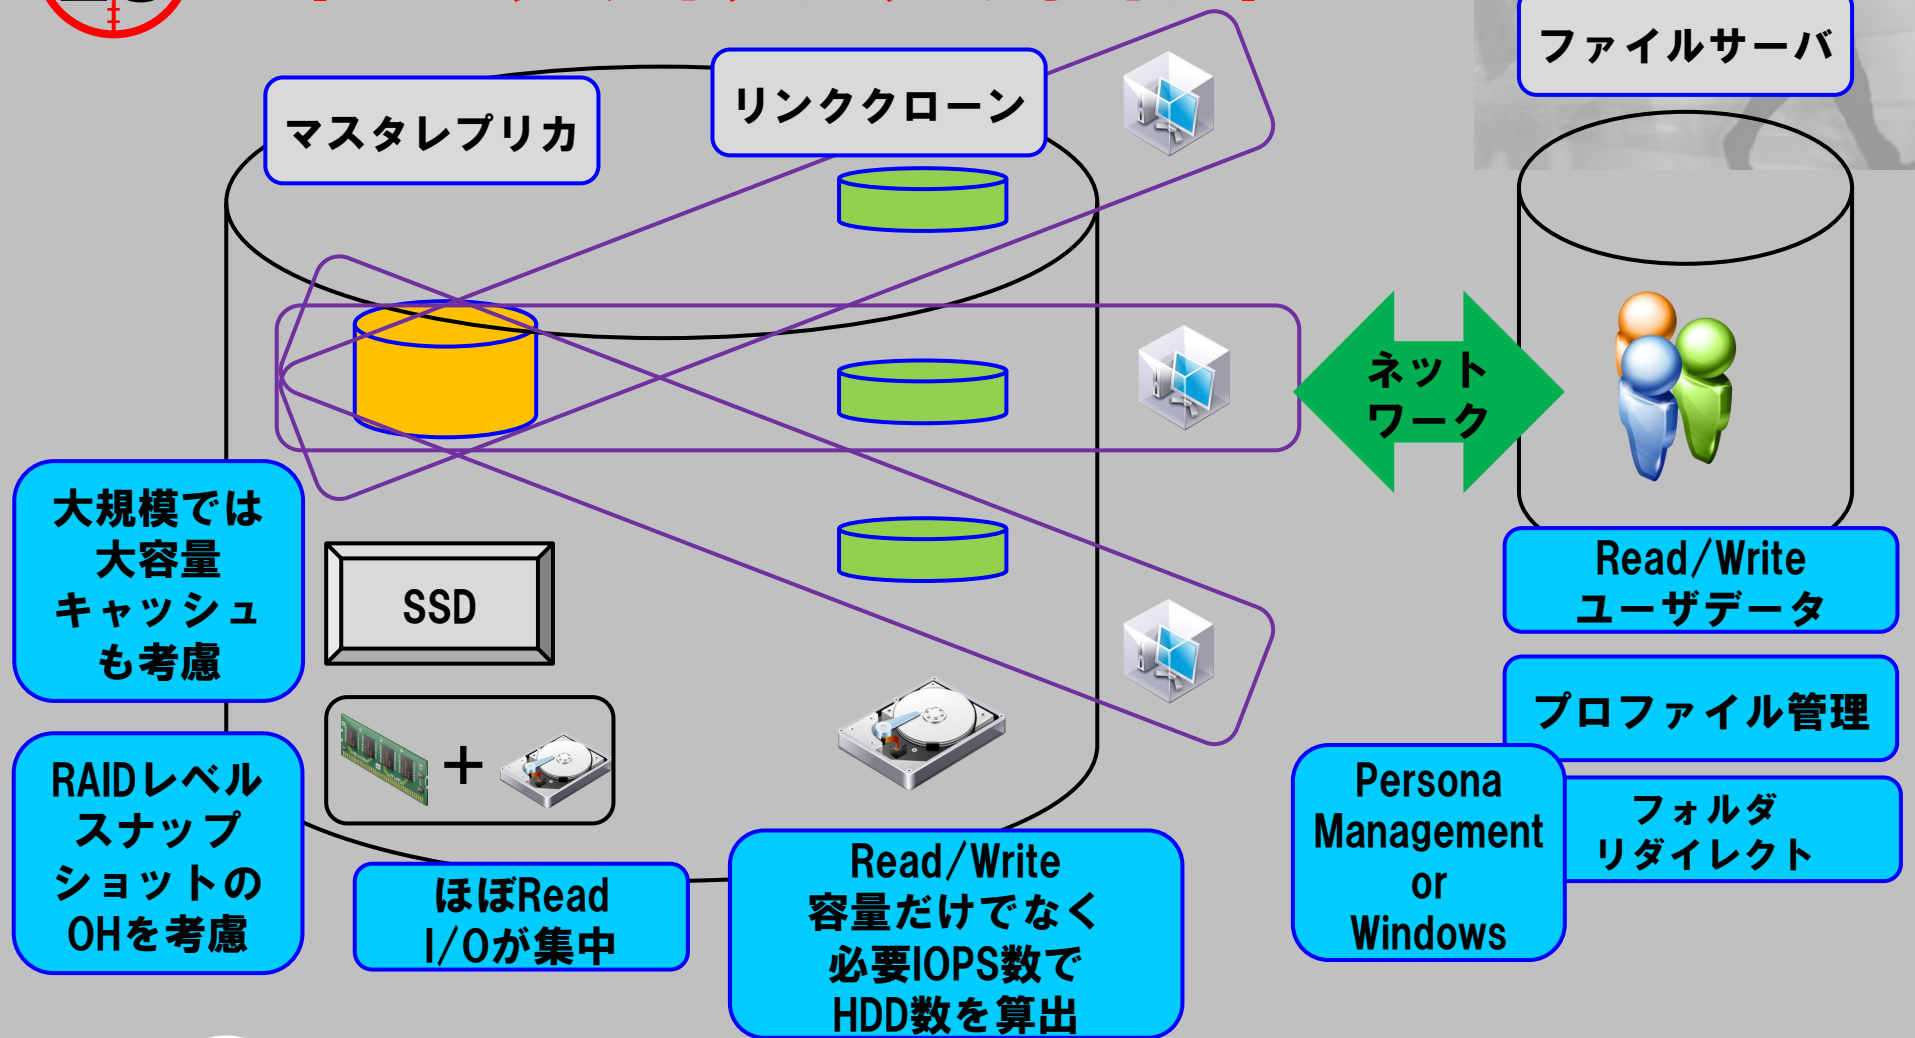 ファイルサーバ
マスタレプリカ
リンククローン
ネット
ワーク
大規模では
大容量
キャッシュ
も考慮
SSD
+
RAIDレベル
スナップ
ショットの
OHを考慮
ほぼRead
I/Oが集中
Read/Write
容量だけでなく
必要IOPS数で
HDD数を算出
Read/Write
ユーザデータ
プロファイル管理
フォルダ
リダイレクト
Persona
Management
or
Windows